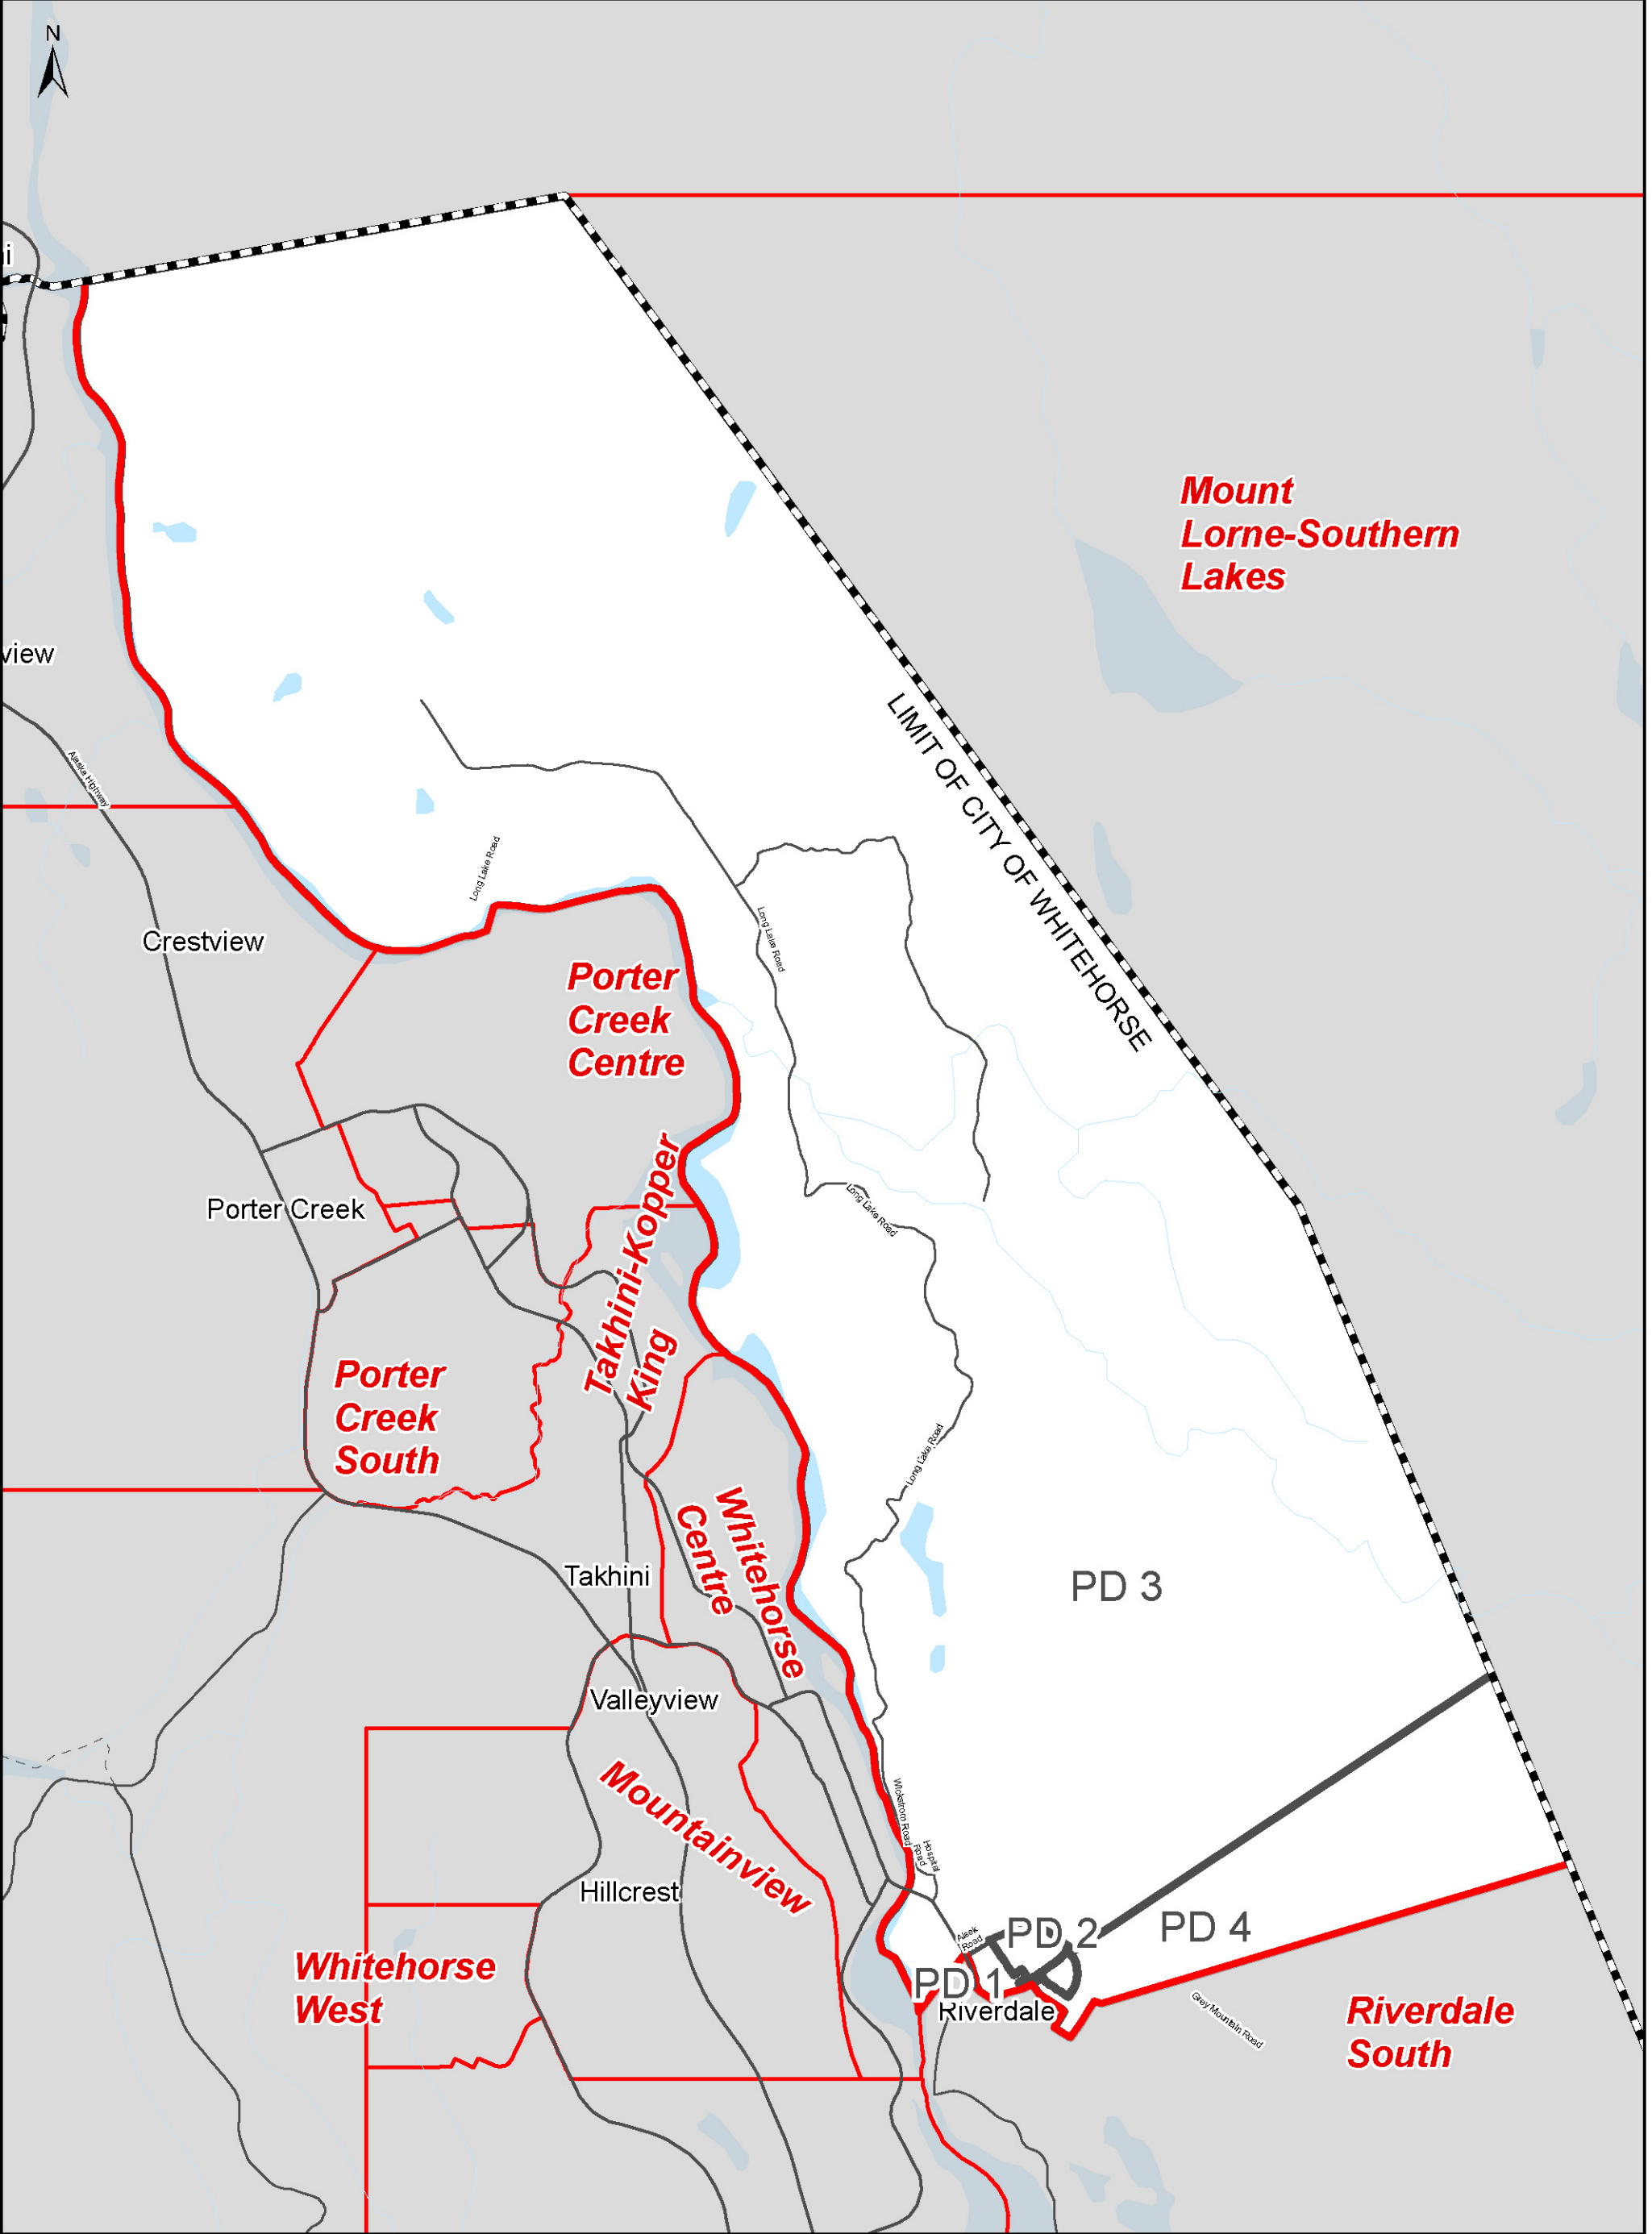 N
i
Mount
Lorne-Southern
Lakes
view
LIMIT OF CITY OF WHITEHORSE
Alaska Highway
Long Lake Road
Long Lake Road
Crestview
Porter
Creek
Centre
Takhini-Kopper
King
Long Lake Road
Porter Creek
Porter
Creek
South
Long Lake Road
Whitehorse
Centre
Takhini
PD 3
Valleyview
Mountainview
Wickstrom Road
Hospital
Road
Hillcrest
PD 2
PD 4
Alsek
Road
Whitehorse
West
PD 1
Riverdale
Grey Mountain Road
Riverdale
South